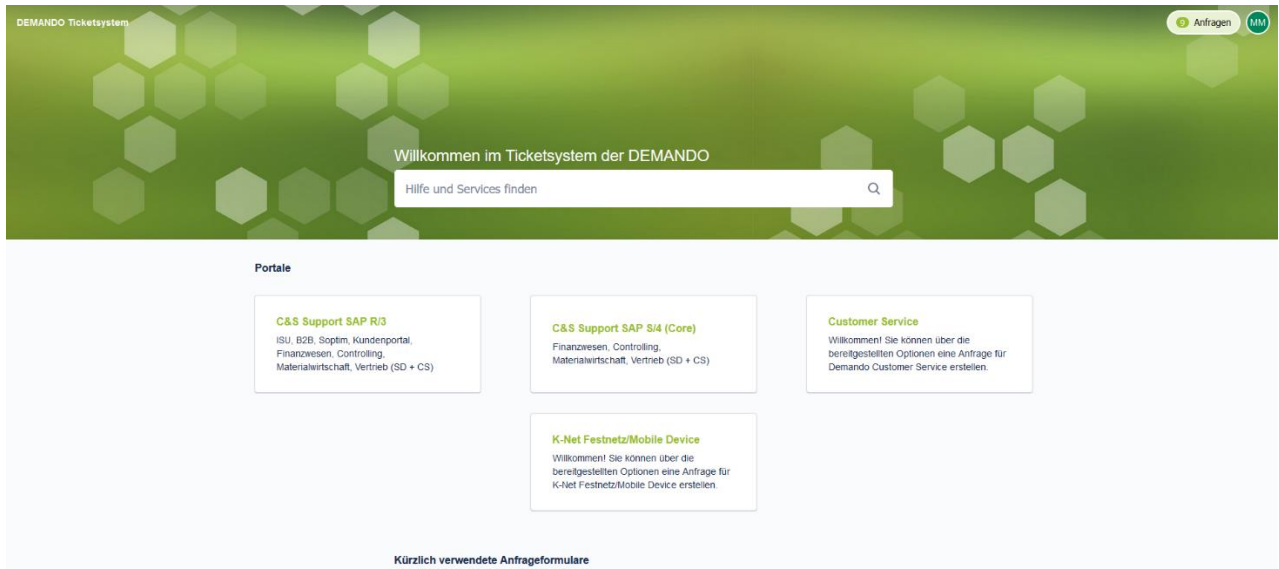 DEMANDO Ticketsystem
9 Anfragen MM
Willkommen im Ticketsystem der DEMANDO
Hilfe und Services finden
Portale
C&S Support SAP R/3
ISU, B2B, Soptim, Kundenportal,
Finanzwesen, Controlling,
Materialwirtschaft, Vertrieb (SD + CS)
C&S Support SAP S/4 (Core)
Finanzwesen, Controlling,
Materialwirtschaft, Vertrieb (SD + CS)
Customer Service
Willkommen! Sie können über die
bereitgestellten Optionen eine Anfrage für
Demando Customer Service erstellen.
K-Net Festnetz/Mobile Device
Willkommen! Sie können über die
bereitgestellten Optionen eine Anfrage für
K-Net Festnetz/Mobile Device erstellen.
Kürzlich verwendete Anfrageformulare